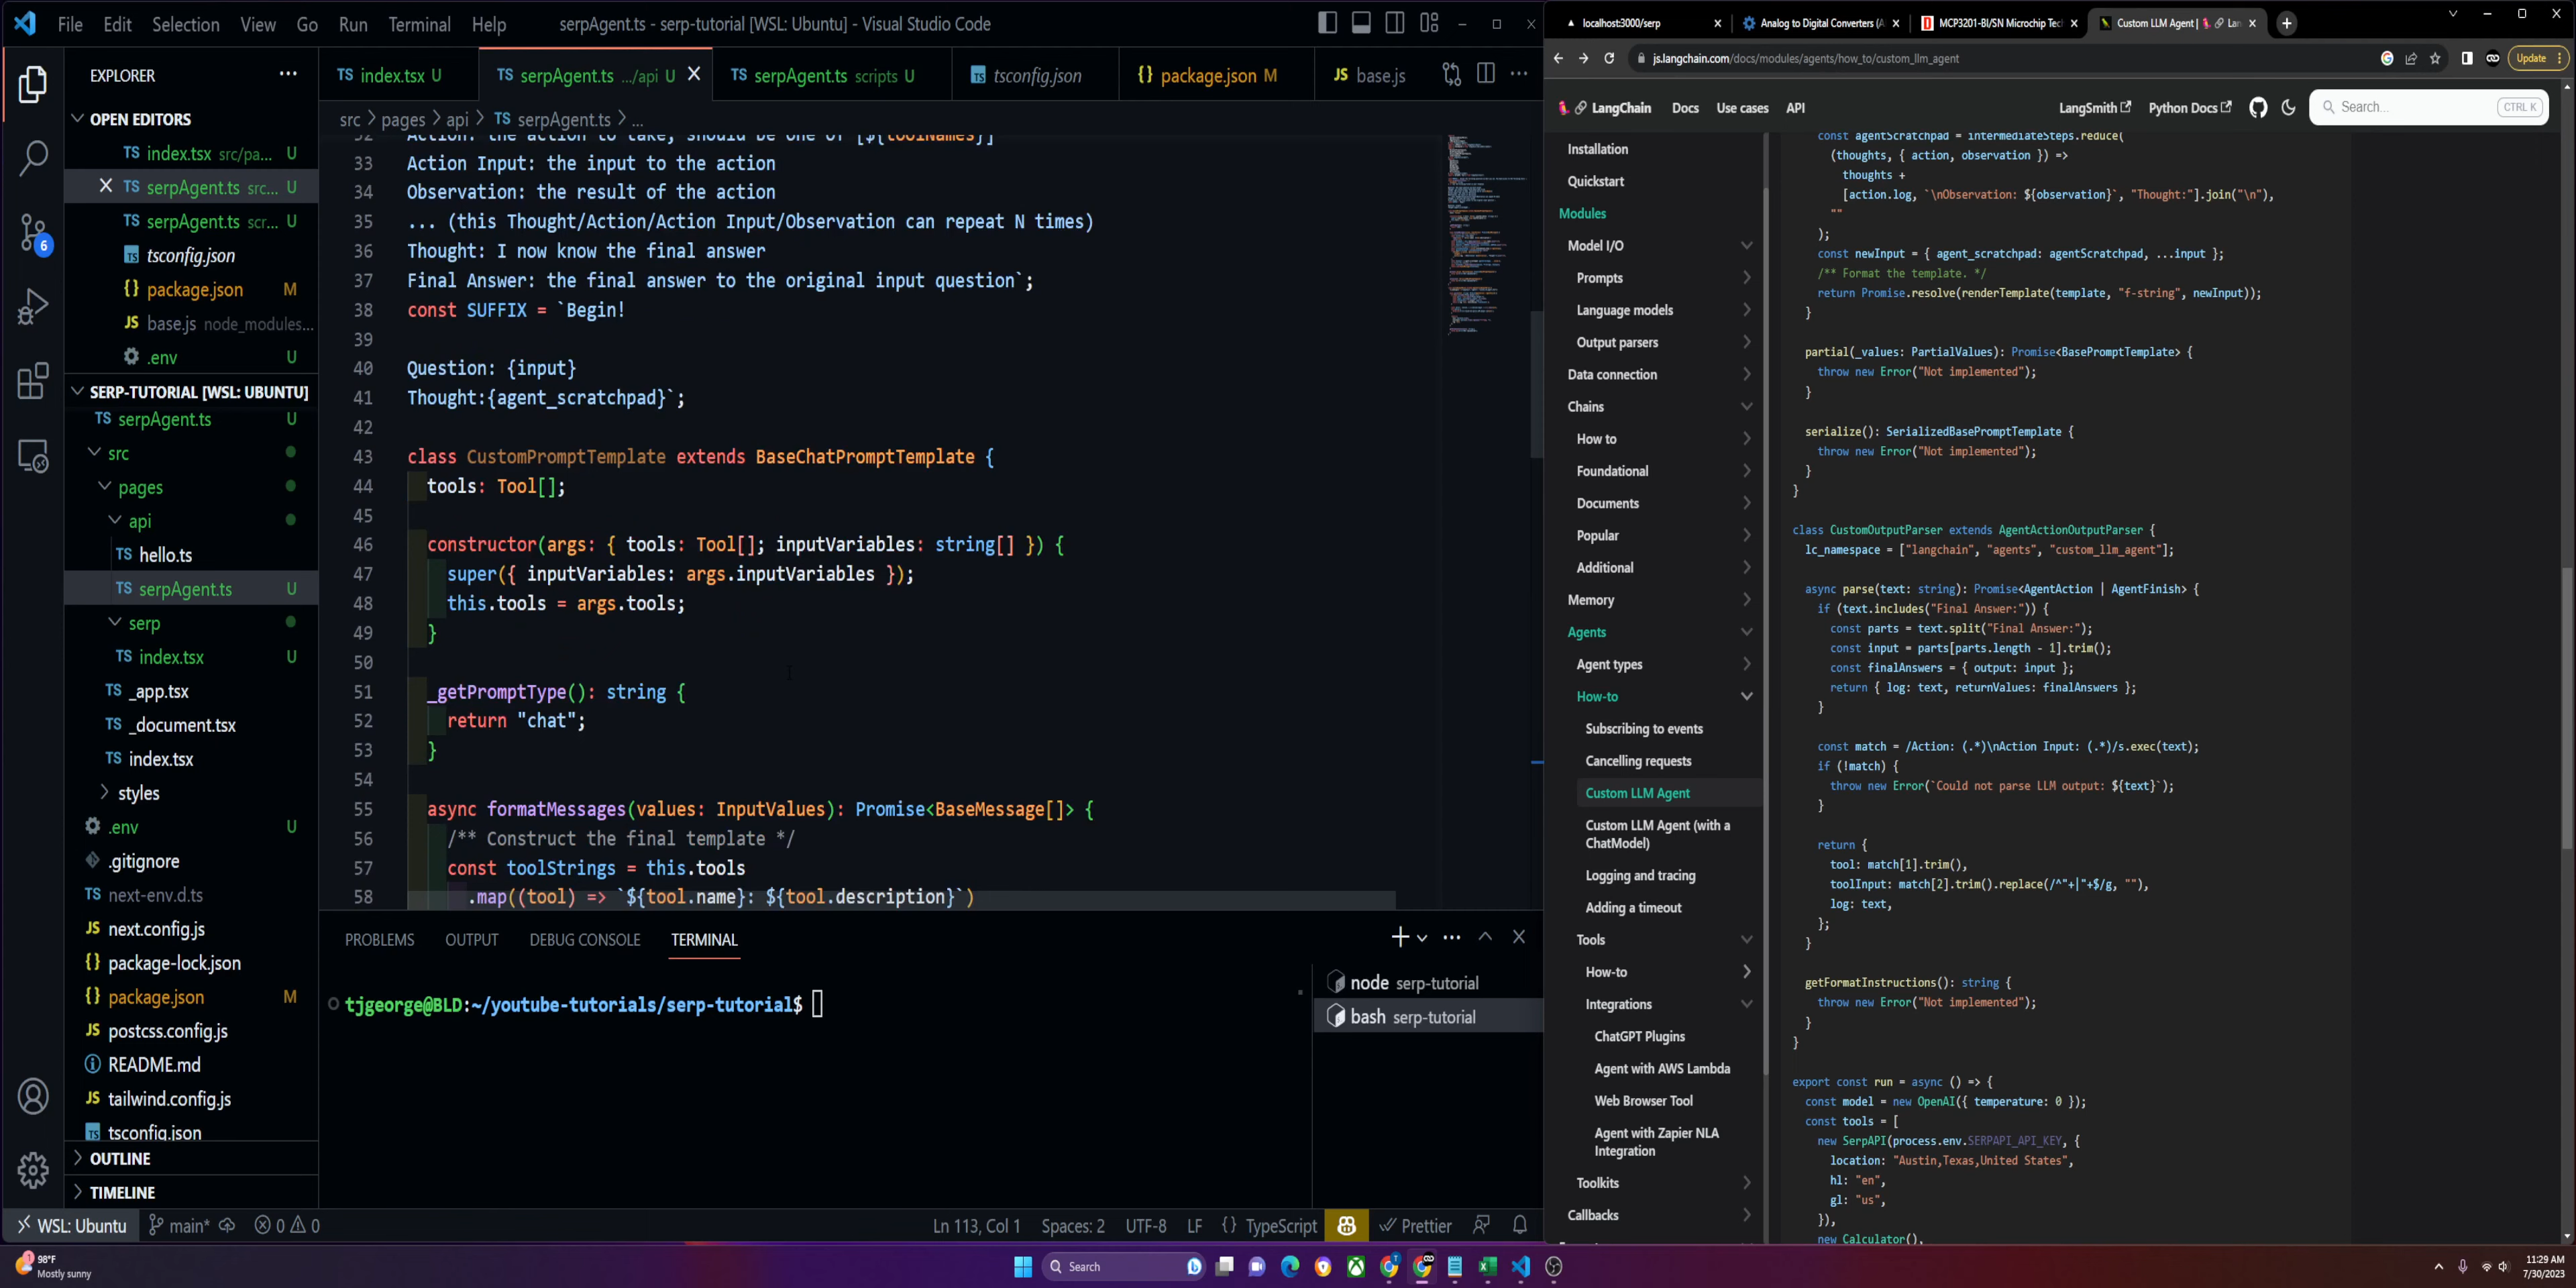 File Edit Selection View Go Run Terminal Help
serpAgent.ts - serp-tutorial [WSL: Ubuntu] - Visual Studio Code
EXPLORER
OPEN EDITORS
TS index.tsx src/pa... U
TS serpAgent.ts src... U
TS serpAgent.ts scr... U
tsconfig.json
{} package.json M
JS base.js node_modules...
.env U
SERP-TUTORIAL [WSL: UBUNTU]
TS serpAgent.ts U
src
pages
api
TS hello.ts
TS serpAgent.ts U
serp
TS index.tsx U
TS _app.tsx
TS _document.tsx
TS index.tsx
styles
.env U
.gitignore
TS next-env.d.ts
JS next.config.js
{} package-lock.json
{} package.json M
JS postcss.config.js
README.md
JS tailwind.config.js
tsconfig.json
OUTLINE
TIMELINE
TS index.tsx U
TS serpAgent.ts .../api U
TS serpAgent.ts scripts U
TS tsconfig.json
{} package.json M
JS base.js
src > pages > api > TS serpAgent.ts > ...
32 Action: the action to take, should be one of [${toolNames}]
33 Action Input: the input to the action
34 Observation: the result of the action
35 ... (this Thought/Action/Action Input/Observation can repeat N times)
36 Thought: I now know the final answer
37 Final Answer: the final answer to the original input question`;
38 const SUFFIX = `Begin!
39
40 Question: {input}
41 Thought:{agent_scratchpad}`;
42
43 class CustomPromptTemplate extends BaseChatPromptTemplate {
44 tools: Tool[];
45
46 constructor(args: { tools: Tool[]; inputVariables: string[] }) {
47 super({ inputVariables: args.inputVariables });
48 this.tools = args.tools;
49 }
50
51 _getPromptType(): string {
52 return "chat";
53 }
54
55 async formatMessages(values: InputValues): Promise<BaseMessage[]> {
56 /** Construct the final template */
57 const toolStrings = this.tools
58 .map((tool) => `${tool.name}: ${tool.description}`)
PROBLEMS OUTPUT DEBUG CONSOLE TERMINAL
tjgeorge@BLD:~/youtube-tutorials/serp-tutorial$
node serp-tutorial
bash serp-tutorial
6
WSL: Ubuntu main* 0 0
Ln 113, Col 1 Spaces: 2 UTF-8 LF {} TypeScript Prettier
localhost:3000/serp
Analog to Digital Converters (A
MCP3201-BI/SN Microchip Tec
Custom LLM Agent | Lan
js.langchain.com/docs/modules/agents/how_to/custom_llm_agent
Update
LangChain Docs Use cases API
LangSmith Python Docs Search... CTRL K
Installation
Quickstart
Modules
Model I/O
Prompts
Language models
Output parsers
Data connection
Chains
How to
Foundational
Documents
Popular
Additional
Memory
Agents
Agent types
How-to
Subscribing to events
Cancelling requests
Custom LLM Agent
Custom LLM Agent (with a
ChatModel)
Logging and tracing
Adding a timeout
Tools
How-to
Integrations
ChatGPT Plugins
Agent with AWS Lambda
Web Browser Tool
Agent with Zapier NLA
Integration
Toolkits
Callbacks
const agentScratchpad = intermediateSteps.reduce(
(thoughts, { action, observation }) =>
thoughts +
[action.log, `\nObservation: ${observation}`, "Thought:"].join("\n"),
""
);
const newInput = { agent_scratchpad: agentScratchpad, ...input };
/** Format the template. */
return Promise.resolve(renderTemplate(template, "f-string", newInput));
}
partial(_values: PartialValues): Promise<BasePromptTemplate> {
throw new Error("Not implemented");
}
serialize(): SerializedBasePromptTemplate {
throw new Error("Not implemented");
}
}
class CustomOutputParser extends AgentActionOutputParser {
lc_namespace = ["langchain", "agents", "custom_llm_agent"];
async parse(text: string): Promise<AgentAction | AgentFinish> {
if (text.includes("Final Answer:")) {
const parts = text.split("Final Answer:");
const input = parts[parts.length - 1].trim();
const finalAnswers = { output: input };
return { log: text, returnValues: finalAnswers };
}
const match = /Action: (.*)\nAction Input: (.*)/s.exec(text);
if (!match) {
throw new Error(`Could not parse LLM output: ${text}`);
}
return {
tool: match[1].trim(),
toolInput: match[2].trim().replace(/^"+|"+$/g, ""),
log: text,
};
}
getFormatInstructions(): string {
throw new Error("Not implemented");
}
}
export const run = async () => {
const model = new OpenAI({ temperature: 0 });
const tools = [
new SerpAPI(process.env.SERPAPI_API_KEY, {
location: "Austin,Texas,United States",
hl: "en",
gl: "us",
}),
new Calculator(),
98°F
Mostly sunny
Search
11:29 AM
7/30/2023